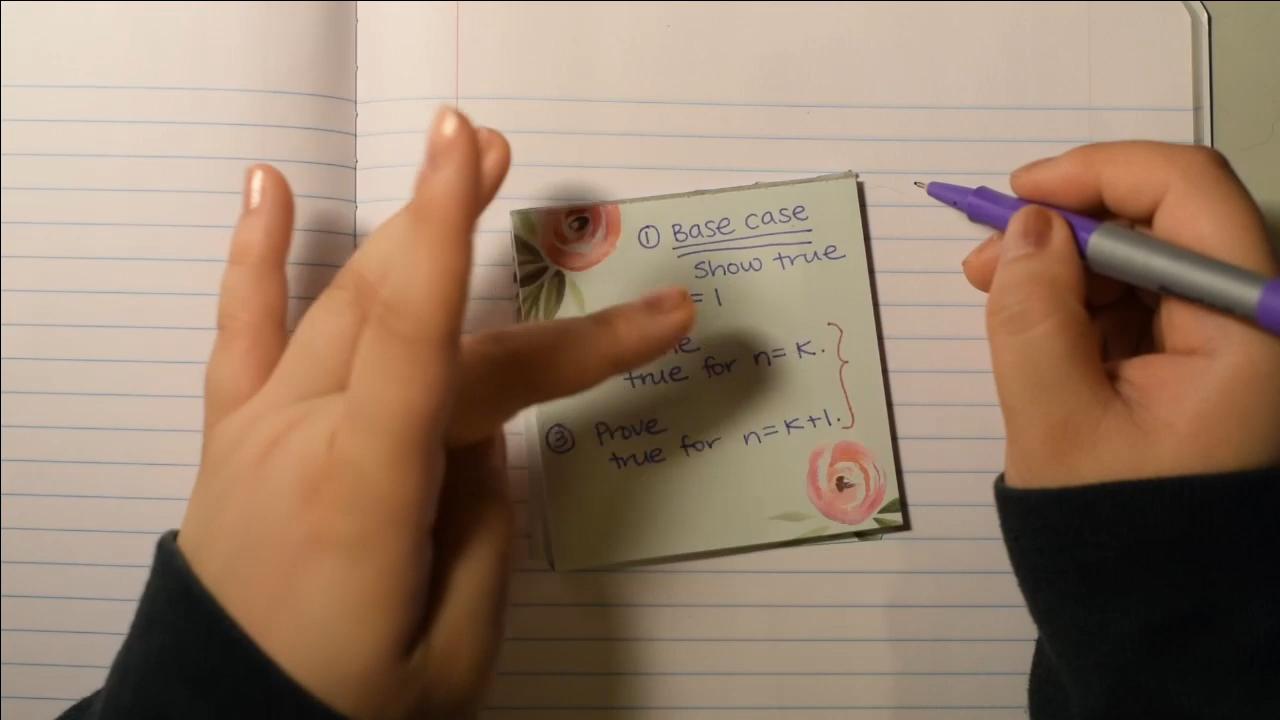 ① Base case
show true
= 1
true for n=k.
③ Prove
true for n=k+1.